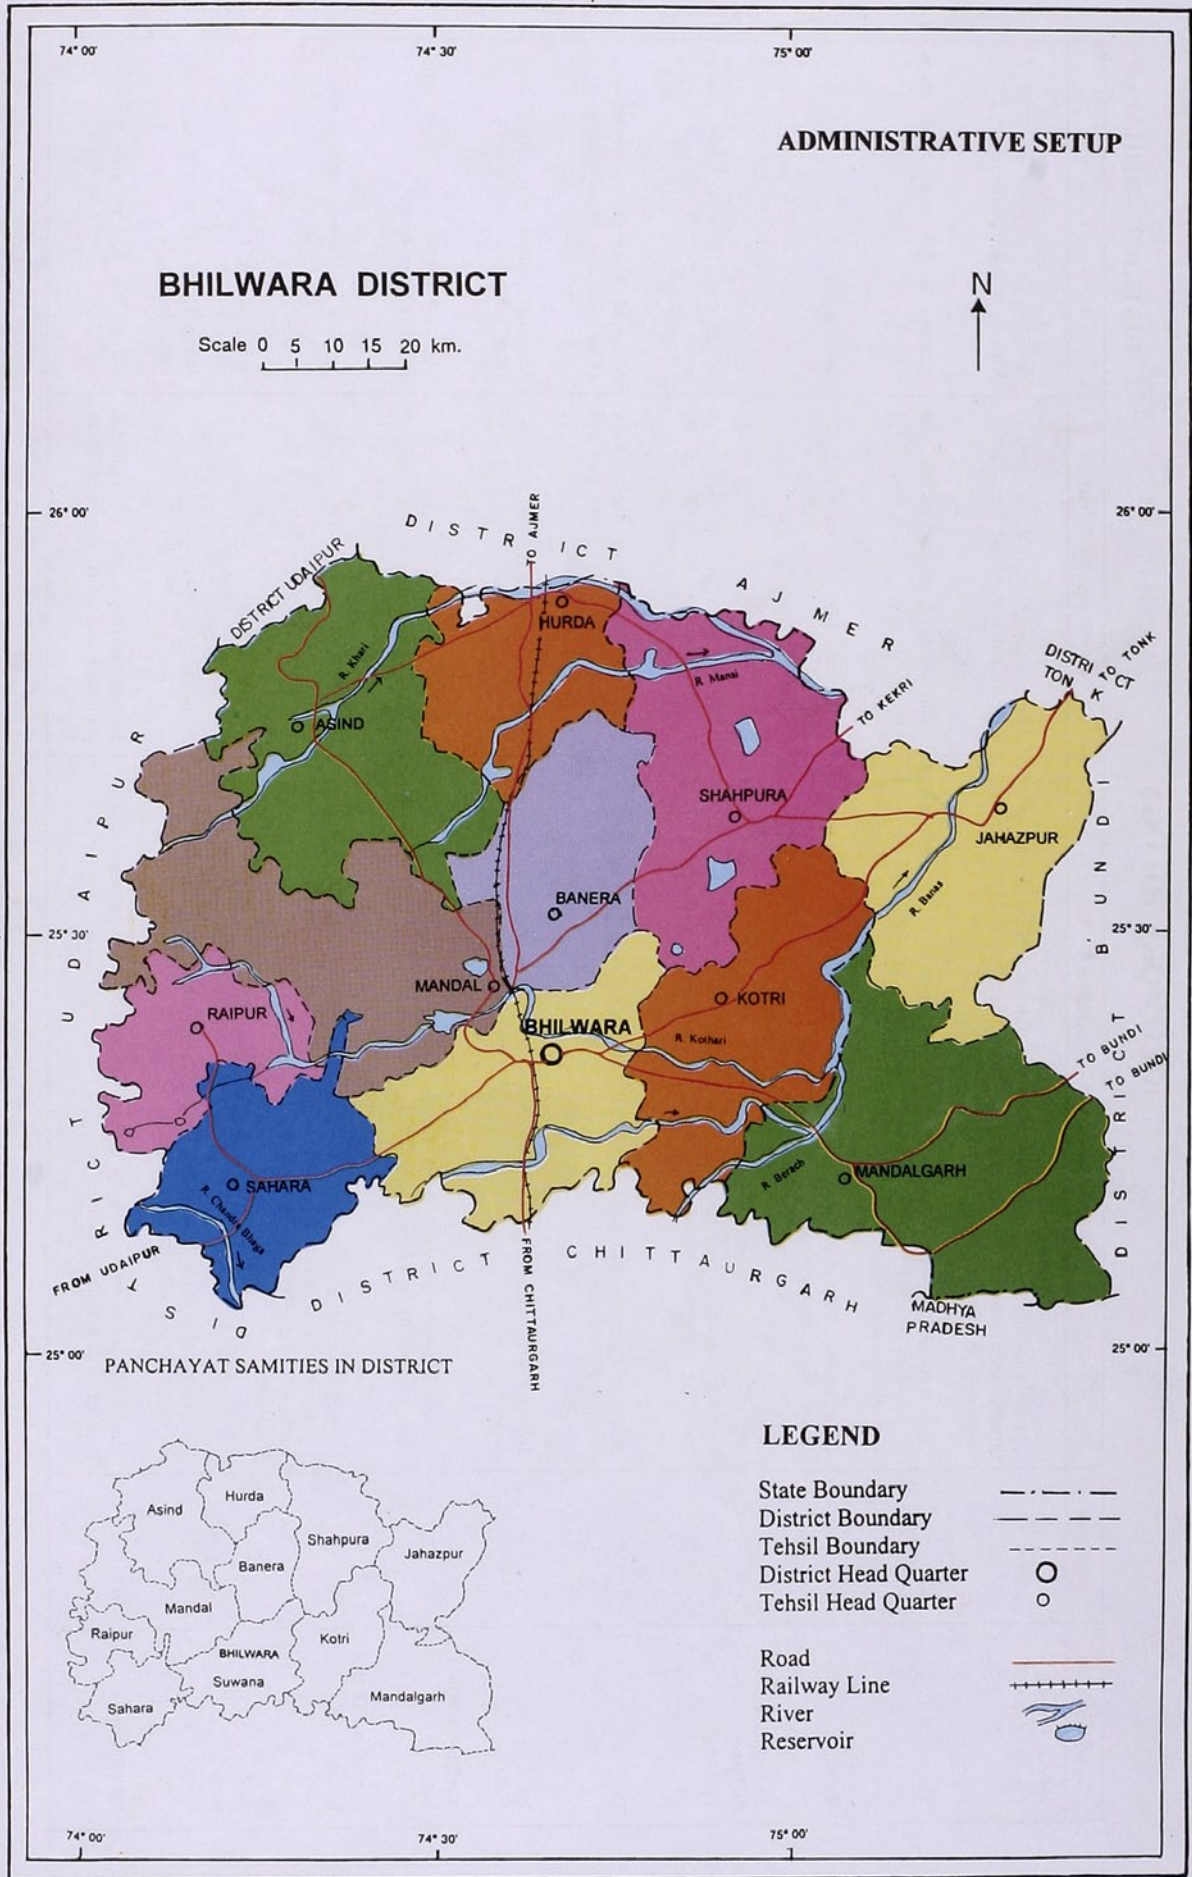 74° 00'
74° 30'
75° 00'
ADMINISTRATIVE SETUP
BHILWARA DISTRICT
Scale 0 5 10 15 20 km.
N
26° 00'
26° 00'
DISTRICT AJMER
TO AJMER
DISTRICT UDAIPUR
HURDA
R. Khari
ASIND
R. Mansi
TO KEKRI
DISTRICT
TONK
TO TONK
SHAHPURA
JAHAZPUR
R. Banas
BANERA
25° 30'
25° 30'
MANDAL
KOTRI
RAIPUR
BHILWARA
R. Kothari
DISTRICT BUNDI
TO BUNDI
TO BUNDI
DISTRICT UDAIPUR
SAHARA
R. Chandra Bhaga
R. Berach
MANDALGARH
FROM UDAIPUR
DISTRICT CHITTAURGARH
FROM CHITTAURGARH
MADHYA
PRADESH
25° 00'
25° 00'
PANCHAYAT SAMITIES IN DISTRICT
Asind
Hurda
Shahpura
Banera
Jahazpur
Mandal
Raipur
Kotri
BHILWARA
Suwana
Sahara
Mandalgarh
LEGEND
State Boundary
District Boundary
Tehsil Boundary
District Head Quarter
Tehsil Head Quarter
Road
Railway Line
River
Reservoir
74° 00'
74° 30'
75° 00'